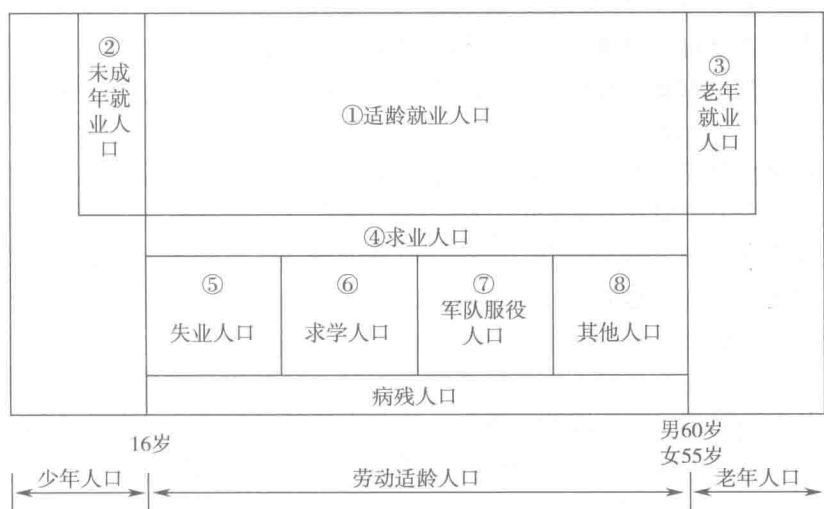 ②
未成
年就
业人
口
①适龄就业人口
③
老年
就业
人口
④求业人口
⑤
失业人口
⑥
求学人口
⑦
军队服役
人口
⑧
其他人口
病残人口
16岁
男60岁
女55岁
少年人口
劳动适龄人口
老年人口